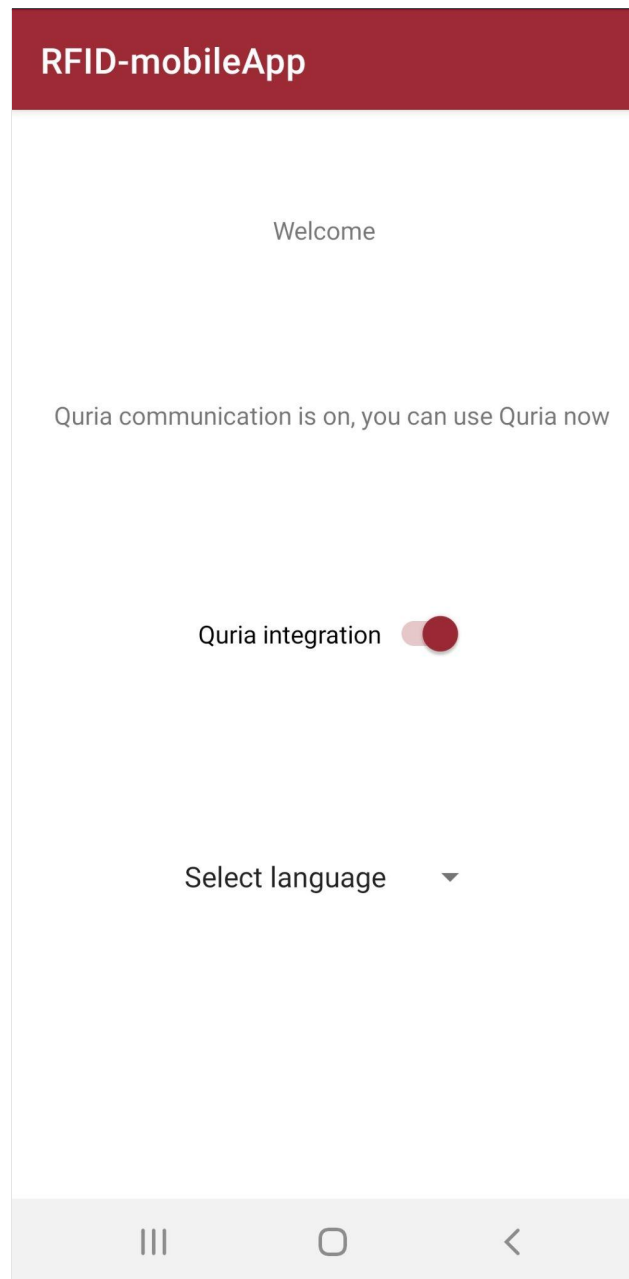 RFID-mobileApp
Welcome
Quria communication is on, you can use Quria now
Quria integration
Select language